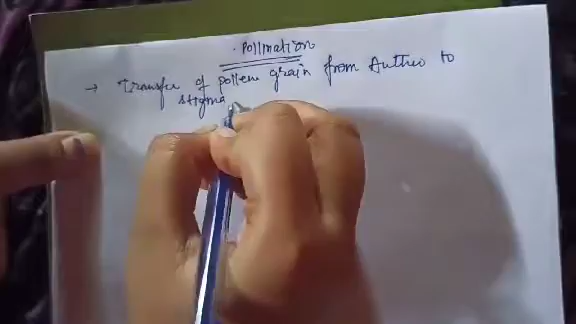 . Pollination
→ Transfer of pollen grain from Anther to
stigma